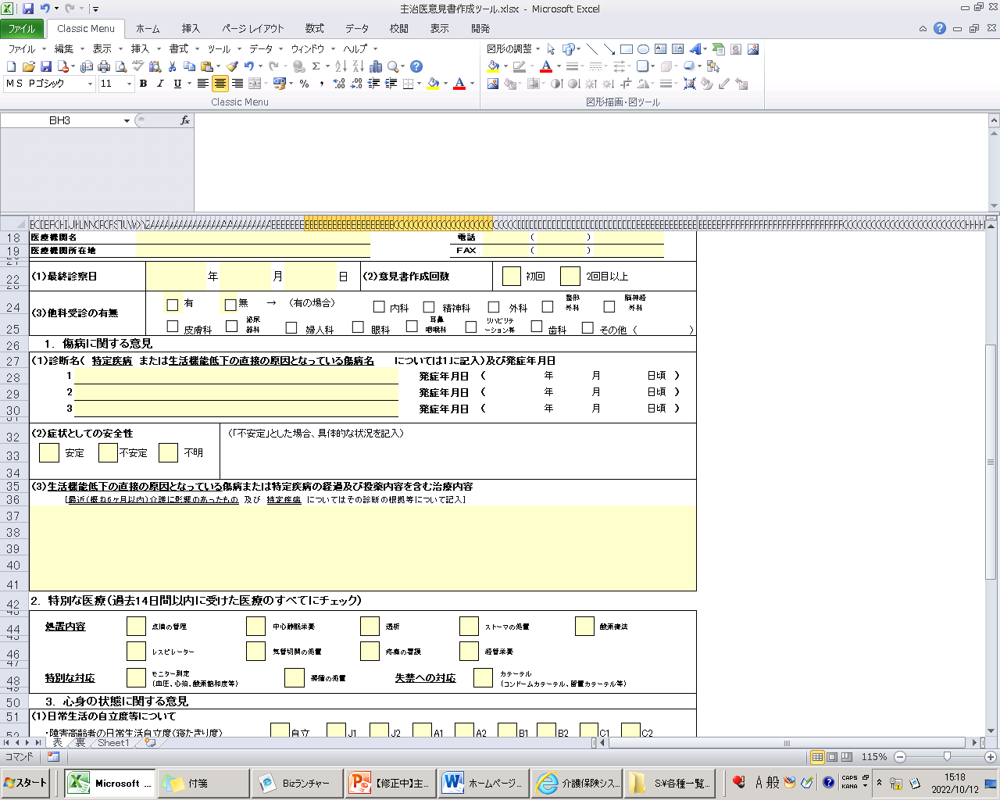 主治医意見書作成ツール.xlsx - Microsoft Excel
ファイル Classic Menu ホーム 挿入 ページ レイアウト 数式 データ 校閲 表示 開発
ファイル 編集 表示 挿入 書式 ツール データ ウィンドウ ヘルプ 図形の調整
ＭＳ Ｐゴシック 11 B I U
Classic Menu 図形描画・図ツール
BH3 fx
18 医療機関名 電話 ( )
19 医療機関所在地 FAX ( )
22 (1)最終診察日 年 月 日 (2)意見書作成回数 初回 2回目以上
24 (3)他科受診の有無 有 無 → (有の場合) 内科 精神科 外科 整形外科 脳神経外科
25 皮膚科 泌尿器科 婦人科 眼科 耳鼻咽喉科 リハビリテーション科 歯科 その他 ( )
26 1. 傷病に関する意見
27 (1)診断名( 特定疾病 または生活機能低下の直接の原因となっている傷病名 については1」に記入)及び発症年月日
28 1 発症年月日 ( 年 月 日頃 )
29 2 発症年月日 ( 年 月 日頃 )
30 3 発症年月日 ( 年 月 日頃 )
32 (2)症状としての安全性 (「不安定」とした場合、具体的な状況を記入)
33 安定 不安定 不明
34
35 (3)生活機能低下の直接の原因となっている傷病または特定疾病の経過及び投薬内容を含む治療内容
36 [最近(概ね6ヶ月以内)介護に影響のあったもの 及び 特定疾病 についてはその診断の根拠等について記入]
37
38
39
40
41
42 2. 特別な医療(過去14日間以内に受けた医療のすべてにチェック)
44 処置内容 点滴の管理 中心静脈栄養 透析 ストーマの処置 酸素療法
46 レスピレーター 気管切開の処置 疼痛の看護 経管栄養
48 特別な対応 モニター測定 (血圧、心拍、酸素飽和度等) 褥瘡の処置 失禁への対応 カテーテル (コンドームカテーテル、留置カテーテル等)
50 3. 心身の状態に関する意見
51 (1)日常生活の自立度等について
52 ・障害高齢者の日常生活自立度(寝たきり度) 自立 J1 J2 A1 A2 B1 B2 C1 C2
表 裏 Sheet1
コマンド 115%
スタート Microsoft ... 付箋 Bizランチャー 【修正中】主... ホームページ... 介護保険シス... S:¥各種一覧... A 般 CAPS KANA 15:18
2022/10/12